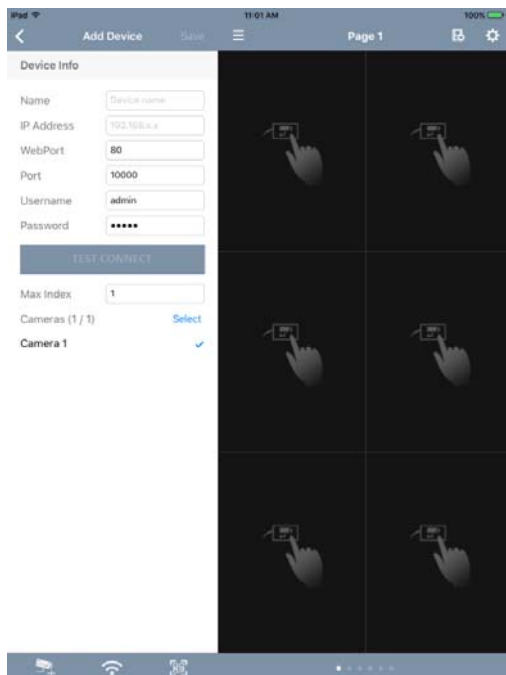 iPad 11:01 AM 100%
Add Device Save Page 1
Device Info
Name Device name
IP Address 192.168.x.x
WebPort 80
Port 10000
Username admin
Password •••••
TEST CONNECT
Max Index 1
Cameras (1 / 1) Select
Camera 1